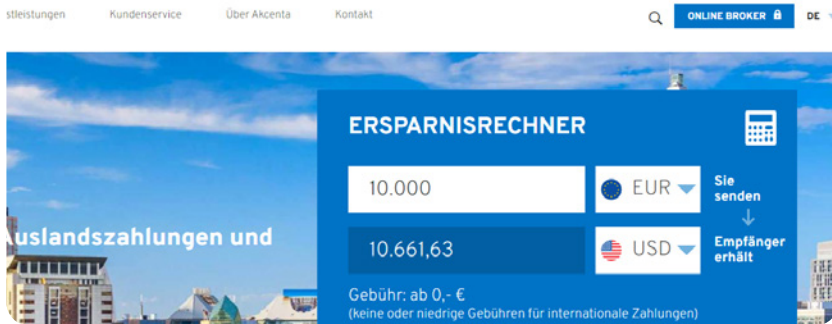 stleistungen Kundenservice Über Akcenta Kontakt ONLINE BROKER DE
ERSPARNISRECHNER
10.000 EUR Sie senden
Auslandszahlungen und
10.661,63 USD Empfänger erhält
Gebühr: ab 0,- €
(keine oder niedrige Gebühren für internationale Zahlungen)